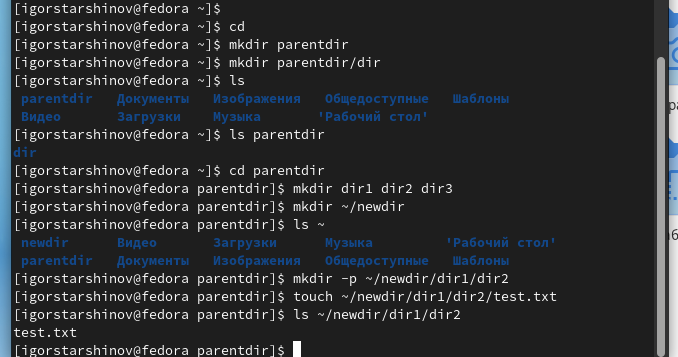 [igorstarshinov@fedora ~]$
[igorstarshinov@fedora ~]$ cd
[igorstarshinov@fedora ~]$ mkdir parentdir
[igorstarshinov@fedora ~]$ mkdir parentdir/dir
[igorstarshinov@fedora ~]$ ls
parentdir Документы Изображения Общедоступные Шаблоны
Видео Загрузки Музыка 'Рабочий стол'
[igorstarshinov@fedora ~]$ ls parentdir
dir
[igorstarshinov@fedora ~]$ cd parentdir
[igorstarshinov@fedora parentdir]$ mkdir dir1 dir2 dir3
[igorstarshinov@fedora parentdir]$ mkdir ~/newdir
[igorstarshinov@fedora parentdir]$ ls ~
newdir Видео Загрузки Музыка 'Рабочий стол'
parentdir Документы Изображения Общедоступные Шаблоны
[igorstarshinov@fedora parentdir]$ mkdir -p ~/newdir/dir1/dir2
[igorstarshinov@fedora parentdir]$ touch ~/newdir/dir1/dir2/test.txt
[igorstarshinov@fedora parentdir]$ ls ~/newdir/dir1/dir2
test.txt
[igorstarshinov@fedora parentdir]$